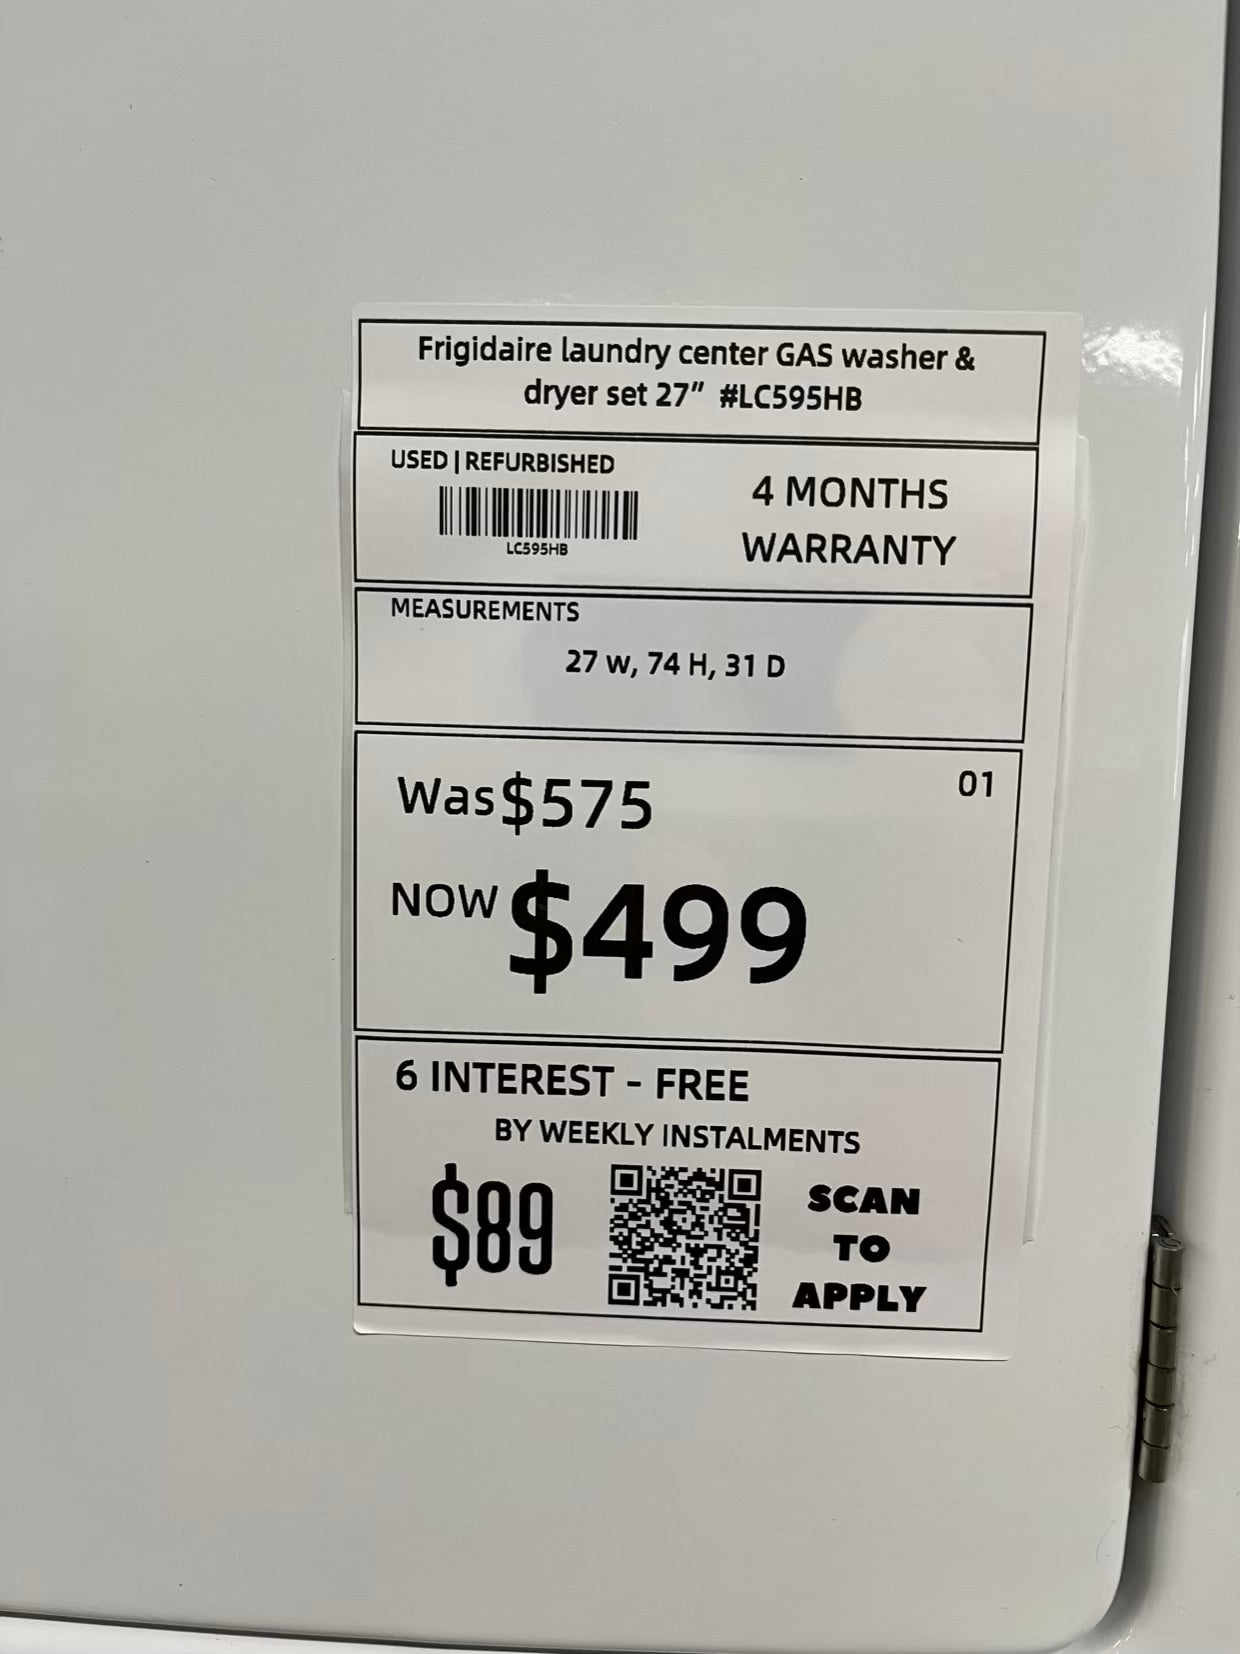 Frigidaire laundry center GAS washer &
dryer set 27” #LC595HB
USED | REFURBISHED
LC595HB
4 MONTHS
WARRANTY
MEASUREMENTS
27 w, 74 H, 31 D
Was $575
01
NOW $499
6 INTEREST - FREE
BY WEEKLY INSTALMENTS
$89
SCAN
TO
APPLY